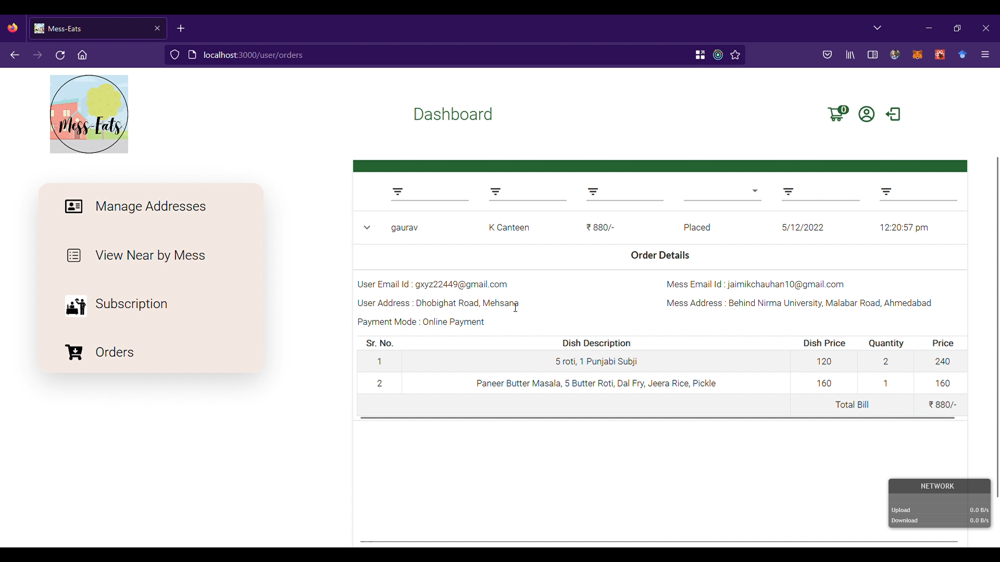 Mess-Eats
localhost:3000/user/orders
Mess-Eats
Dashboard
0
Manage Addresses
View Near by Mess
Subscription
Orders
gaurav K Canteen ₹ 880/- Placed 5/12/2022 12:20:57 pm
Order Details
User Email Id : gxyz22449@gmail.com Mess Email Id : jaimikchauhan10@gmail.com
User Address : Dhobighat Road, Mehsana Mess Address : Behind Nirma University, Malabar Road, Ahmedabad
Payment Mode : Online Payment
Sr. No. Dish Description Dish Price Quantity Price
1 5 roti, 1 Punjabi Subji 120 2 240
2 Paneer Butter Masala, 5 Butter Roti, Dal Fry, Jeera Rice, Pickle 160 1 160
Total Bill ₹ 880/-
NETWORK
Upload 0.0 B/s
Download 0.0 B/s